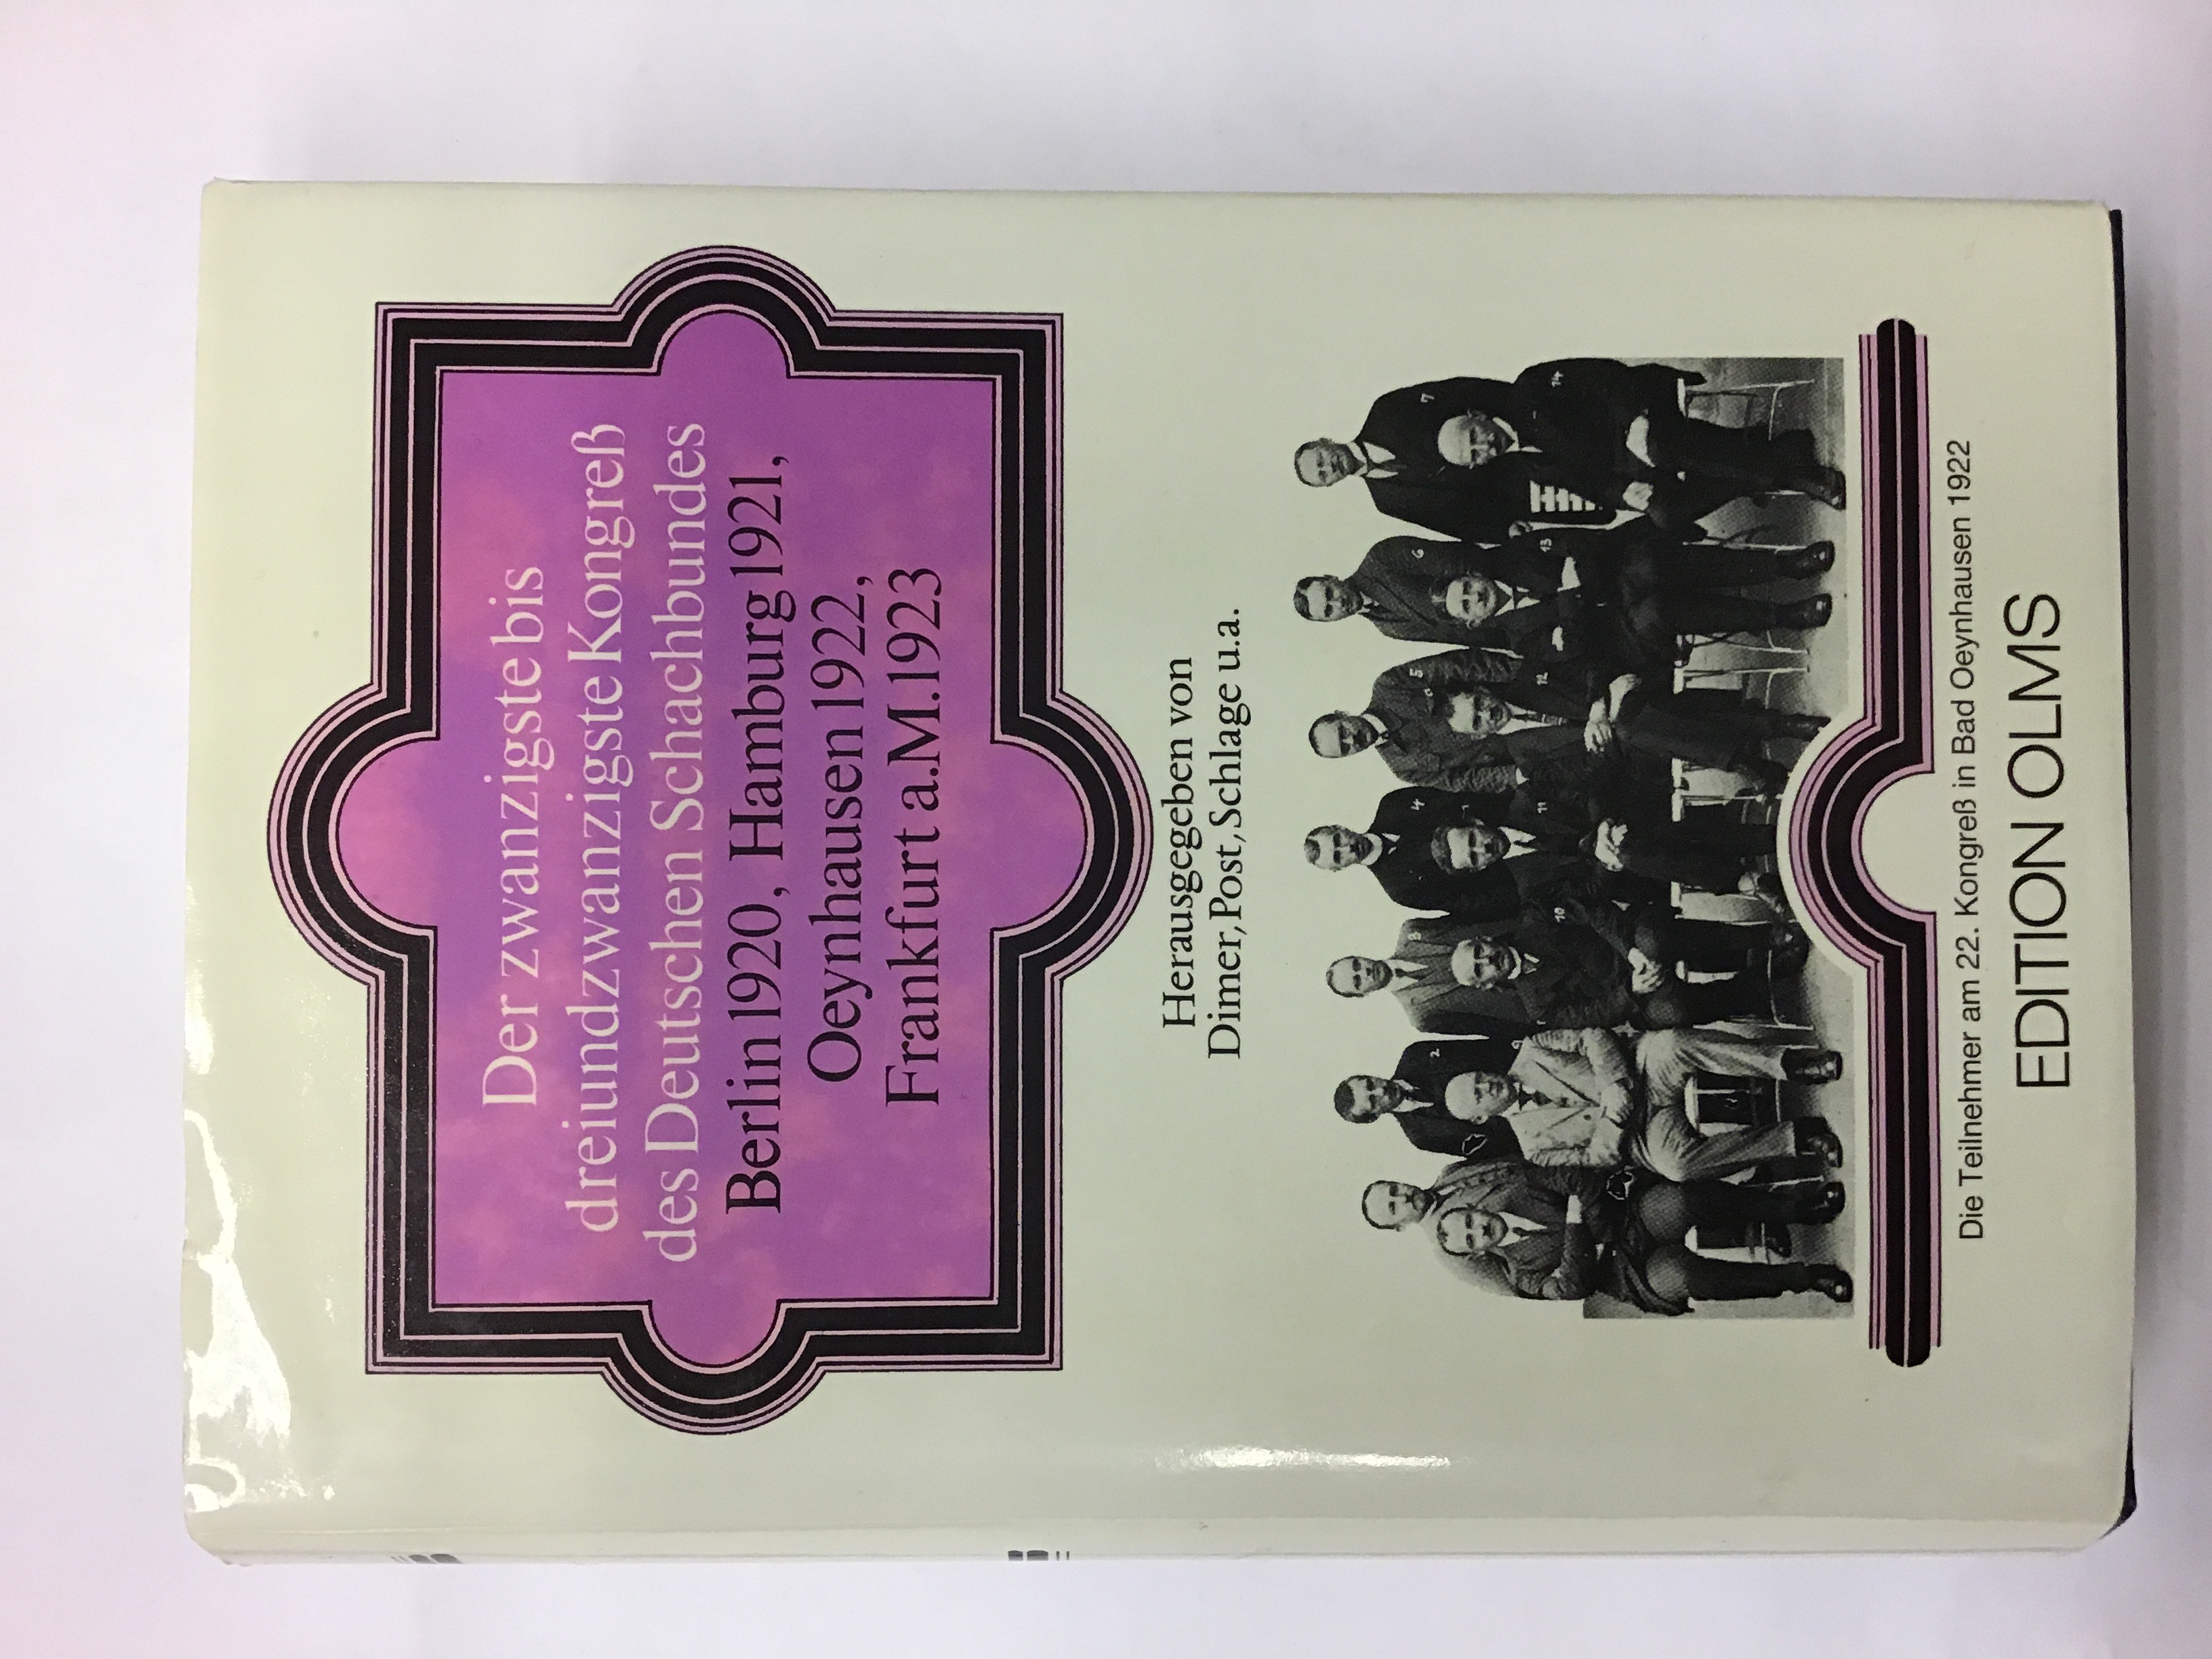 Der zwanzigste bis
dreiundzwanzigste Kongreß
des Deutschen Schachbundes
Berlin 1920, Hamburg 1921,
Oeynhausen 1922,
Frankfurt a.M. 1923
Herausgegeben von
Dimer, Post, Schlage u.a.
Die Teilnehmer am 22. Kongreß in Bad Oeynhausen 1922
EDITION OLMS